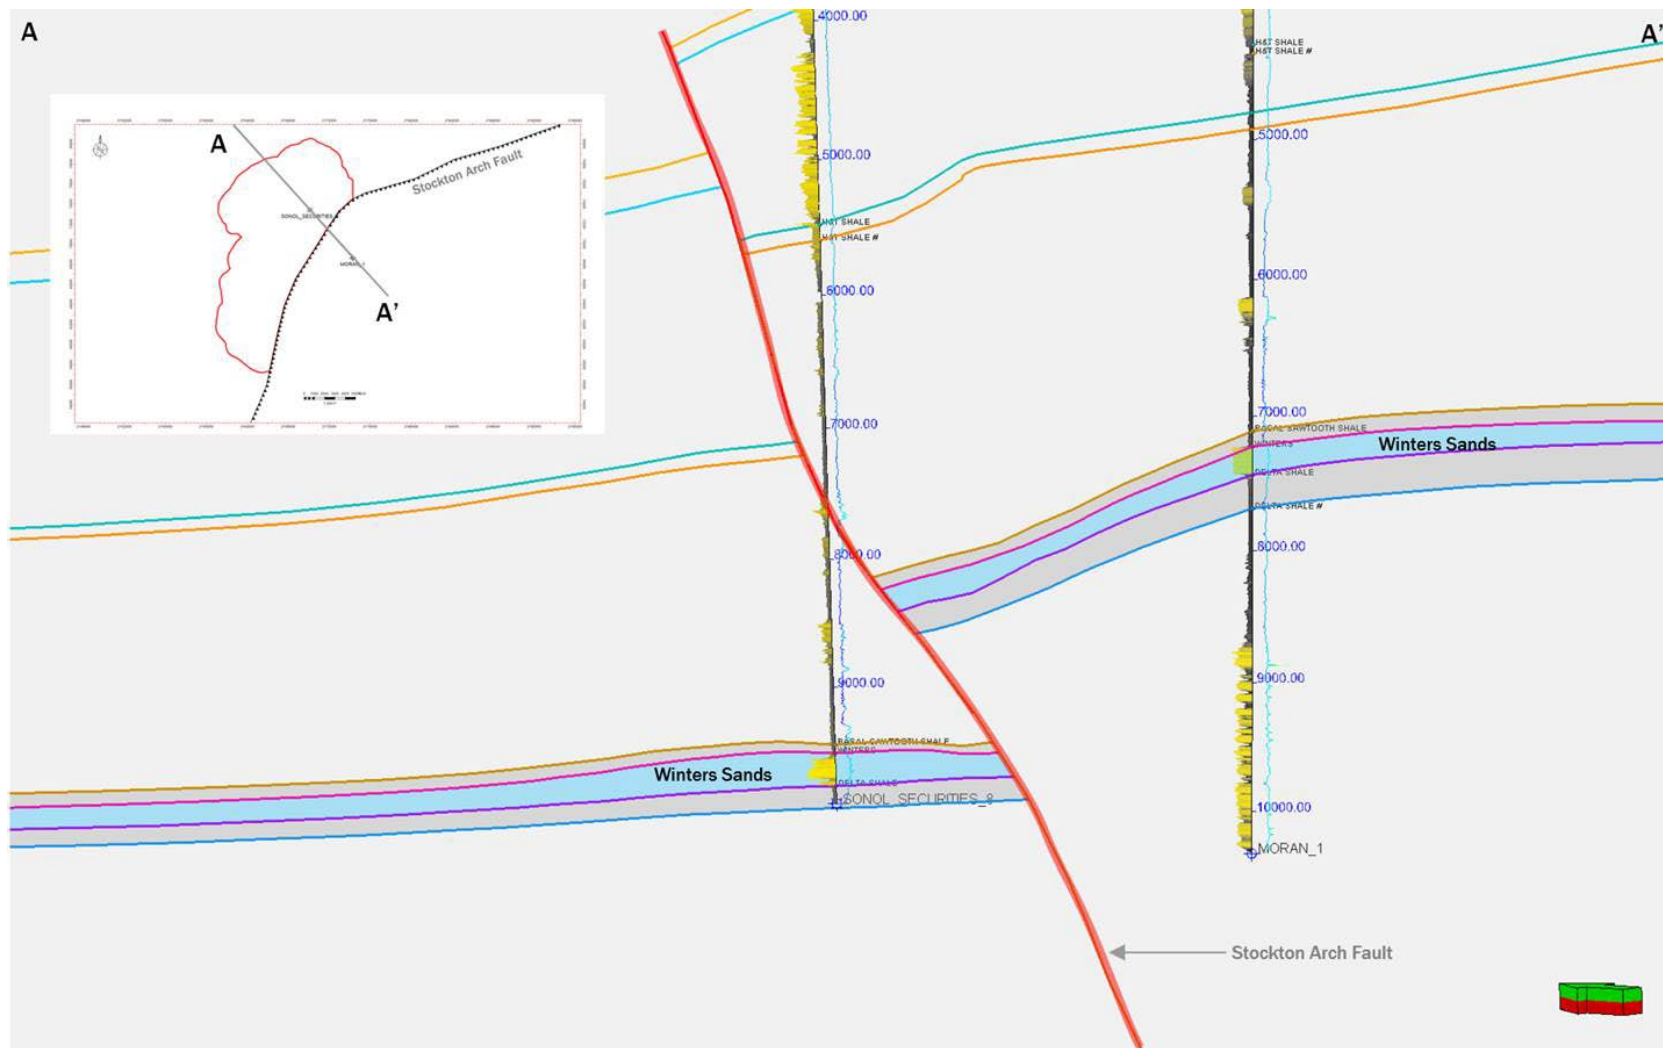 A
A'
4000.00
H&T SHALE
H&T SHALE #
5000.00
5000.00
A
Stockton Arch Fault
SONOL_SECURITIES
MORAN_1
A'
H&T SHALE
H&T SHALE #
6000.00
6000.00
7000.00
7000.00
BASAL SAWTOOTH SHALE
WINTERS
Winters Sands
DELTA SHALE
DELTA SHALE #
8000.00
8000.00
9000.00
9000.00
BASAL SAWTOOTH SHALE
WINTERS
Winters Sands
DELTA SHALE
SONOL_SECURITIES_8
10000.00
MORAN_1
Stockton Arch Fault